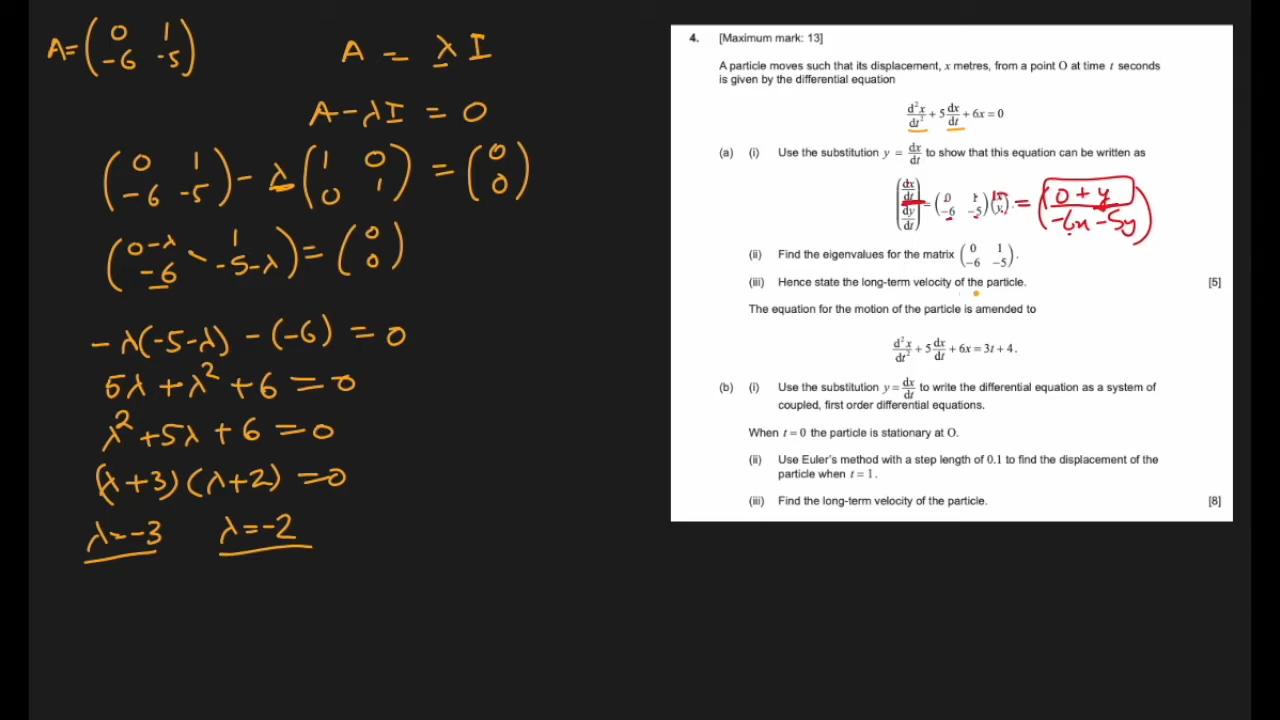 A = ( 0 1
-6 -5 )
A = λ I
A - λI = 0
( 0 1
-6 -5 ) - λ ( 1 0
0 1 ) = ( 0
0 )
( 0-λ 1
-6 -5-λ ) = ( 0
0 )
- λ(-5-λ) - (-6) = 0
5λ + λ² + 6 = 0
λ² + 5λ + 6 = 0
(λ + 3) (λ + 2) = 0
λ = -3 λ = -2
4. [Maximum mark: 13]
A particle moves such that its displacement, x metres, from a point O at time t seconds
is given by the differential equation
d²x/dt² + 5 dx/dt + 6x = 0
(a) (i) Use the substitution y = dx/dt to show that this equation can be written as
( dx/dt
dy/dt ) = ( 0 1
-6 -5 ) ( x
y ) . = ( 0 + y
-6x - 5y )
(ii) Find the eigenvalues for the matrix ( 0 1
-6 -5 ) .
(iii) Hence state the long-term velocity of the particle. [5]
The equation for the motion of the particle is amended to
d²x/dt² + 5 dx/dt + 6x = 3t + 4 .
(b) (i) Use the substitution y = dx/dt to write the differential equation as a system of
coupled, first order differential equations.
When t = 0 the particle is stationary at O.
(ii) Use Euler's method with a step length of 0.1 to find the displacement of the
particle when t = 1 .
(iii) Find the long-term velocity of the particle. [8]